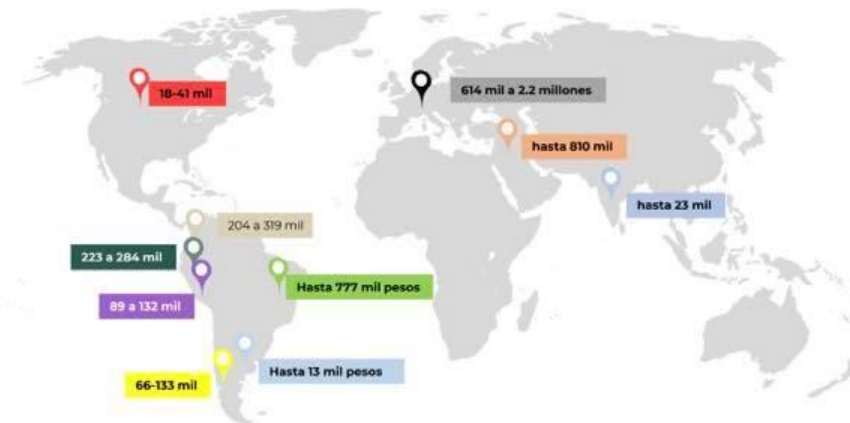 18-41 mil
614 mil a 2.2 millones
hasta 810 mil
hasta 23 mil
204 a 319 mil
223 a 284 mil
Hasta 777 mil pesos
89 a 132 mil
Hasta 13 mil pesos
66-133 mil